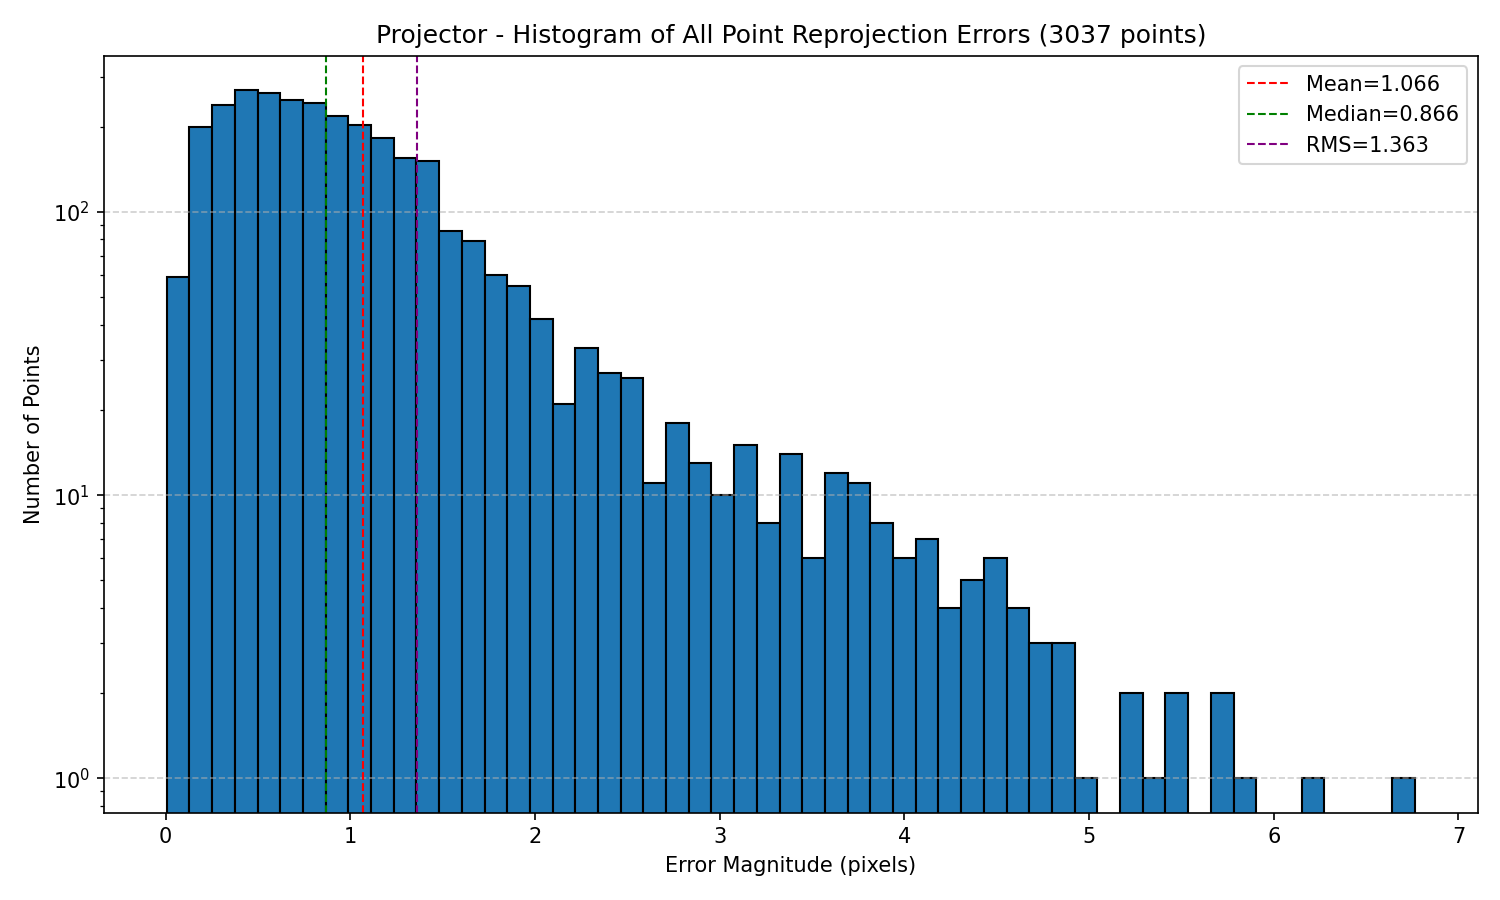 Projector - Histogram of All Point Reprojection Errors (3037 points)
Mean=1.066
Median=0.866
RMS=1.363
Number of Points
10²
10¹
10⁰
0 1 2 3 4 5 6 7
Error Magnitude (pixels)